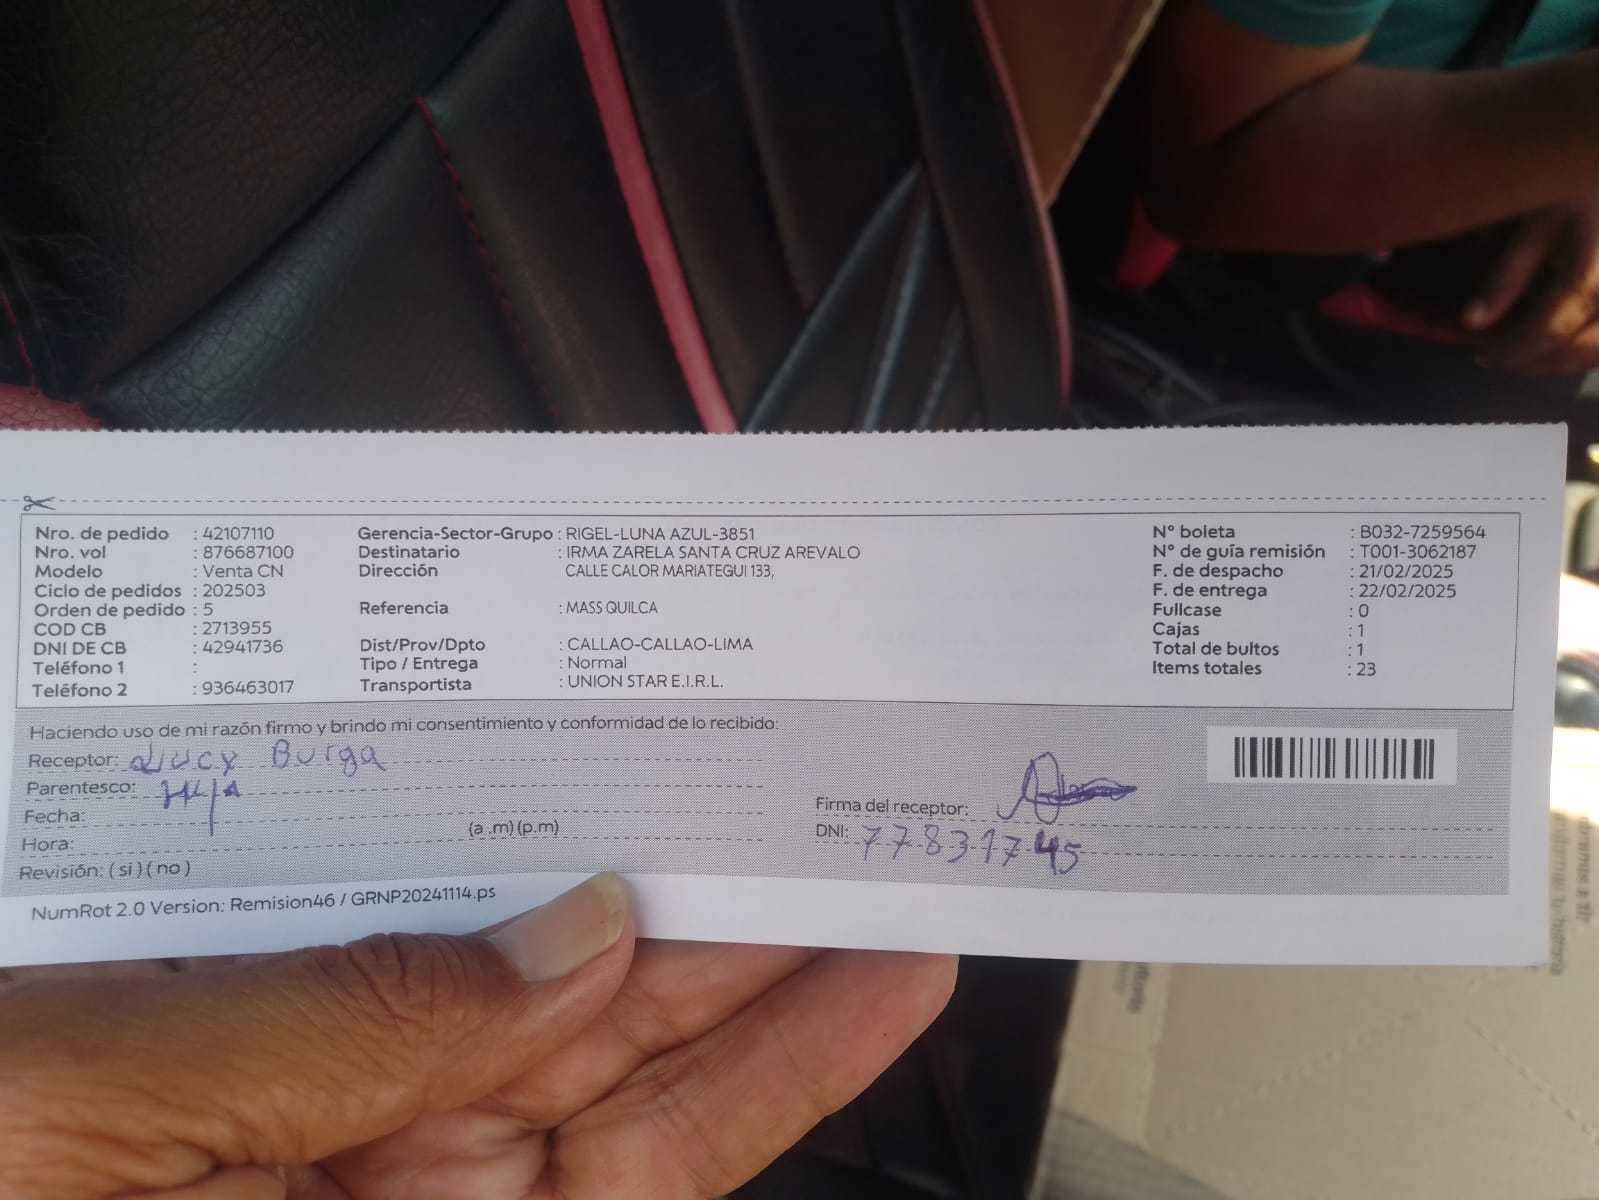 Nro. de pedido : 42107110
Nro. vol : 876687100
Modelo : Venta CN
Ciclo de pedidos : 202503
Orden de pedido : 5
COD CB : 2713955
DNI DE CB : 42941736
Teléfono 1 :
Teléfono 2 : 936463017
Gerencia-Sector-Grupo : RIGEL-LUNA AZUL-3851
Destinatario : IRMA ZARELA SANTA CRUZ AREVALO
Dirección CALLE CALOR MARIATEGUI 133,
Referencia : MASS QUILCA
Dist/Prov/Dpto : CALLAO-CALLAO-LIMA
Tipo / Entrega : Normal
Transportista : UNION STAR E.I.R.L.
N° boleta : B032-7259564
N° de guía remisión : T001-3062187
F. de despacho : 21/02/2025
F. de entrega : 22/02/2025
Fullcase : 0
Cajas : 1
Total de bultos : 1
Items totales : 23
Haciendo uso de mi razón firmo y brindo mi consentimiento y conformidad de lo recibido:
Receptor: Lucy Burga
Parentesco: HIJA
Fecha:
Hora: (a .m) (p.m)
Revisión: ( si ) ( no )
Firma del receptor:
DNI: 77831745
NumRot 2.0 Version: Remision46 / GRNP20241114.ps